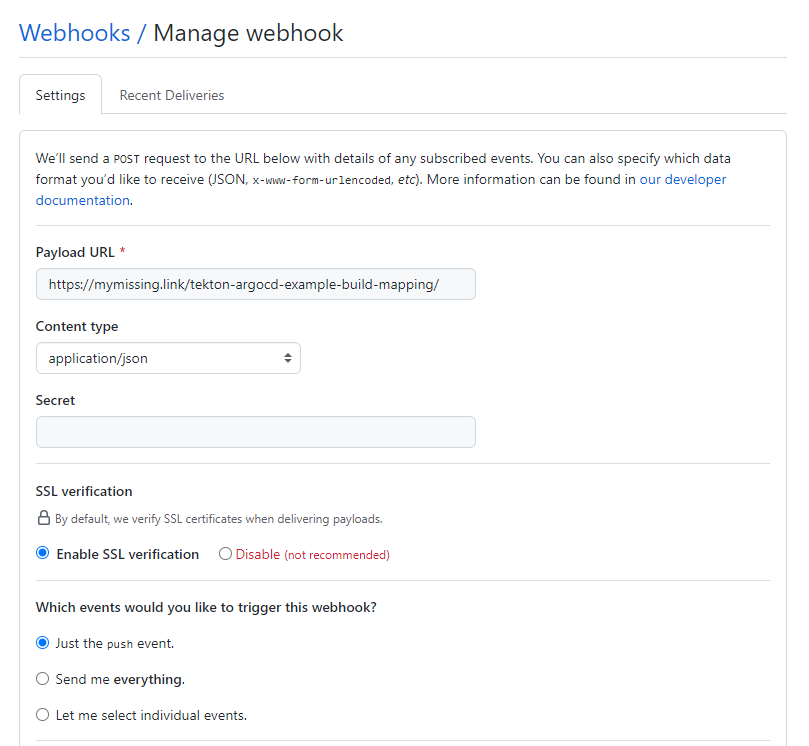 Webhooks / Manage webhook
Settings
Recent Deliveries
We’ll send a POST request to the URL below with details of any subscribed events. You can also specify which data
format you’d like to receive (JSON, x-www-form-urlencoded, etc). More information can be found in our developer
documentation.
Payload URL *
https://mymissing.link/tekton-argocd-example-build-mapping/
Content type
application/json
Secret
SSL verification
By default, we verify SSL certificates when delivering payloads.
Enable SSL verification
Disable (not recommended)
Which events would you like to trigger this webhook?
Just the push event.
Send me everything.
Let me select individual events.